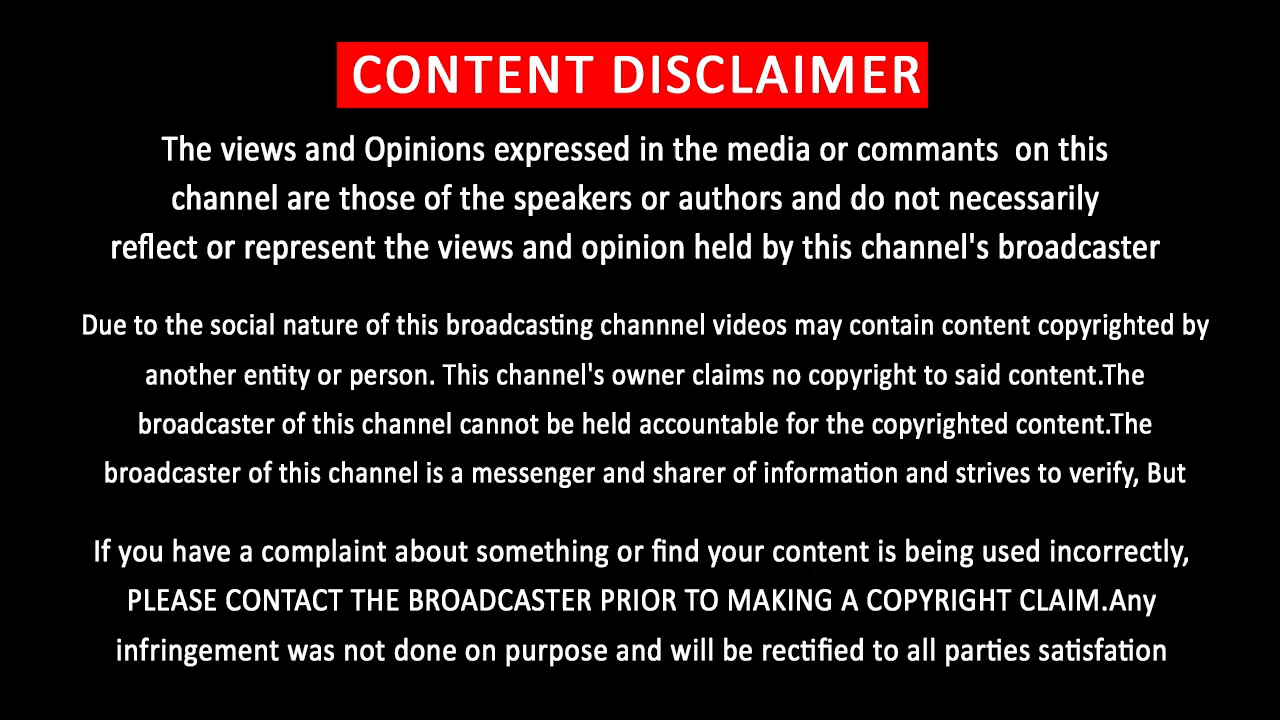 CONTENT DISCLAIMER
The views and Opinions expressed in the media or commants  on this
channel are those of the speakers or authors and do not necessarily
reflect or represent the views and opinion held by this channel's broadcaster
Due to the social nature of this broadcasting channnel videos may contain content copyrighted by
another entity or person. This channel's owner claims no copyright to said content.The
broadcaster of this channel cannot be held accountable for the copyrighted content.The
broadcaster of this channel is a messenger and sharer of information and strives to verify, But
If you have a complaint about something or find your content is being used incorrectly,
PLEASE CONTACT THE BROADCASTER PRIOR TO MAKING A COPYRIGHT CLAIM.Any
infringement was not done on purpose and will be rectified to all parties satisfation